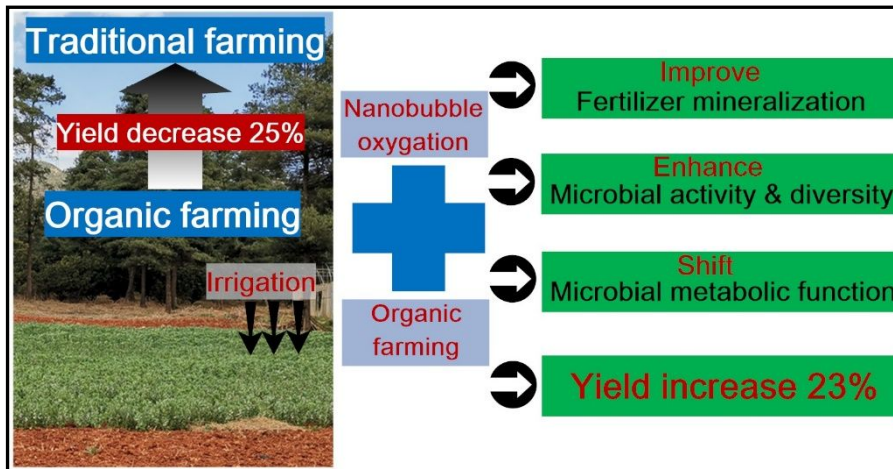 Traditional farming
Yield decrease 25%
Organic farming
Irrigation
Nanobubble
oxygation
Organic
farming
Improve
Fertilizer mineralization
Enhance
Microbial activity & diversity
Shift
Microbial metabolic function
Yield increase 23%